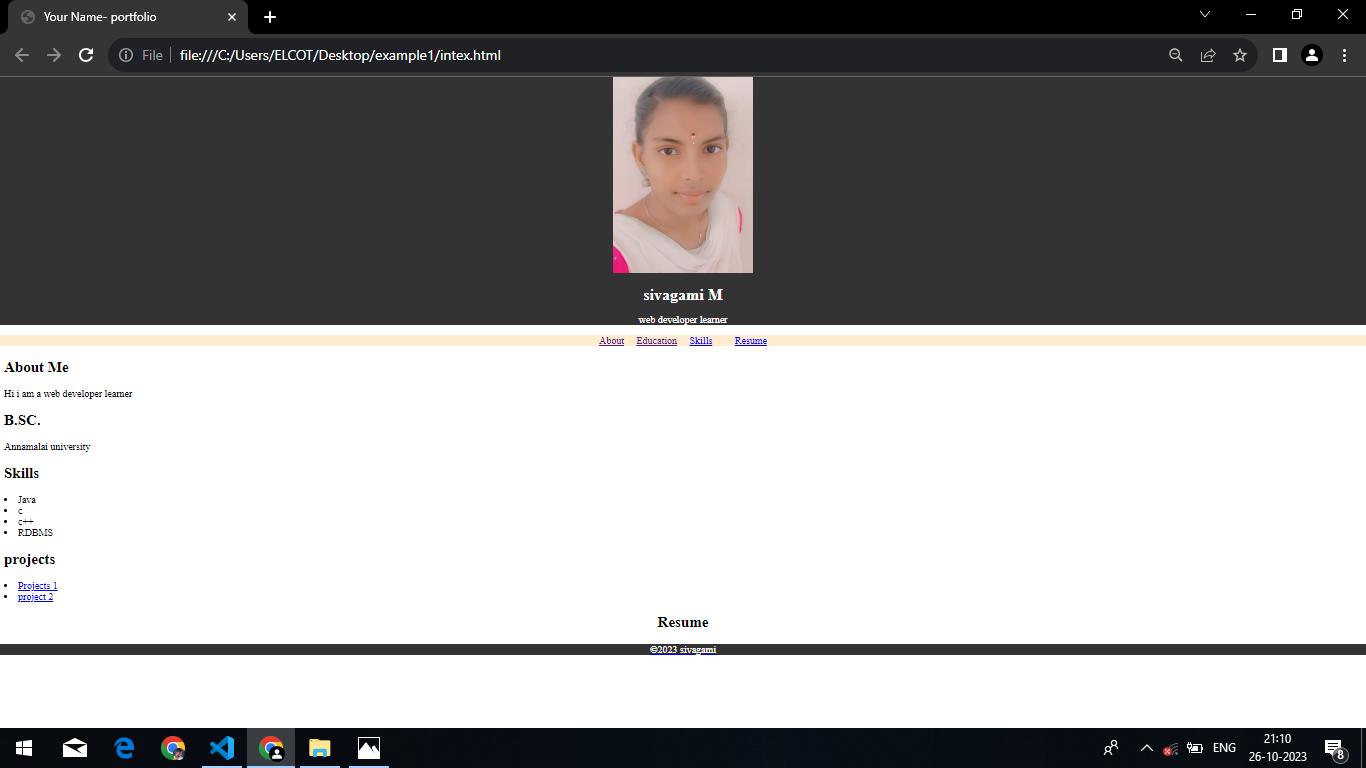 Your Name- portfolio
File file:///C:/Users/ELCOT/Desktop/example1/intex.html
sivagami M
web developer learner
About Education Skills Resume
About Me
Hi i am a web developer learner
B.SC.
Annamalai university
Skills
Java
c
c++
RDBMS
projects
Projects 1
project 2
Resume
©2023 sivagami
ENG
21:10
26-10-2023
8